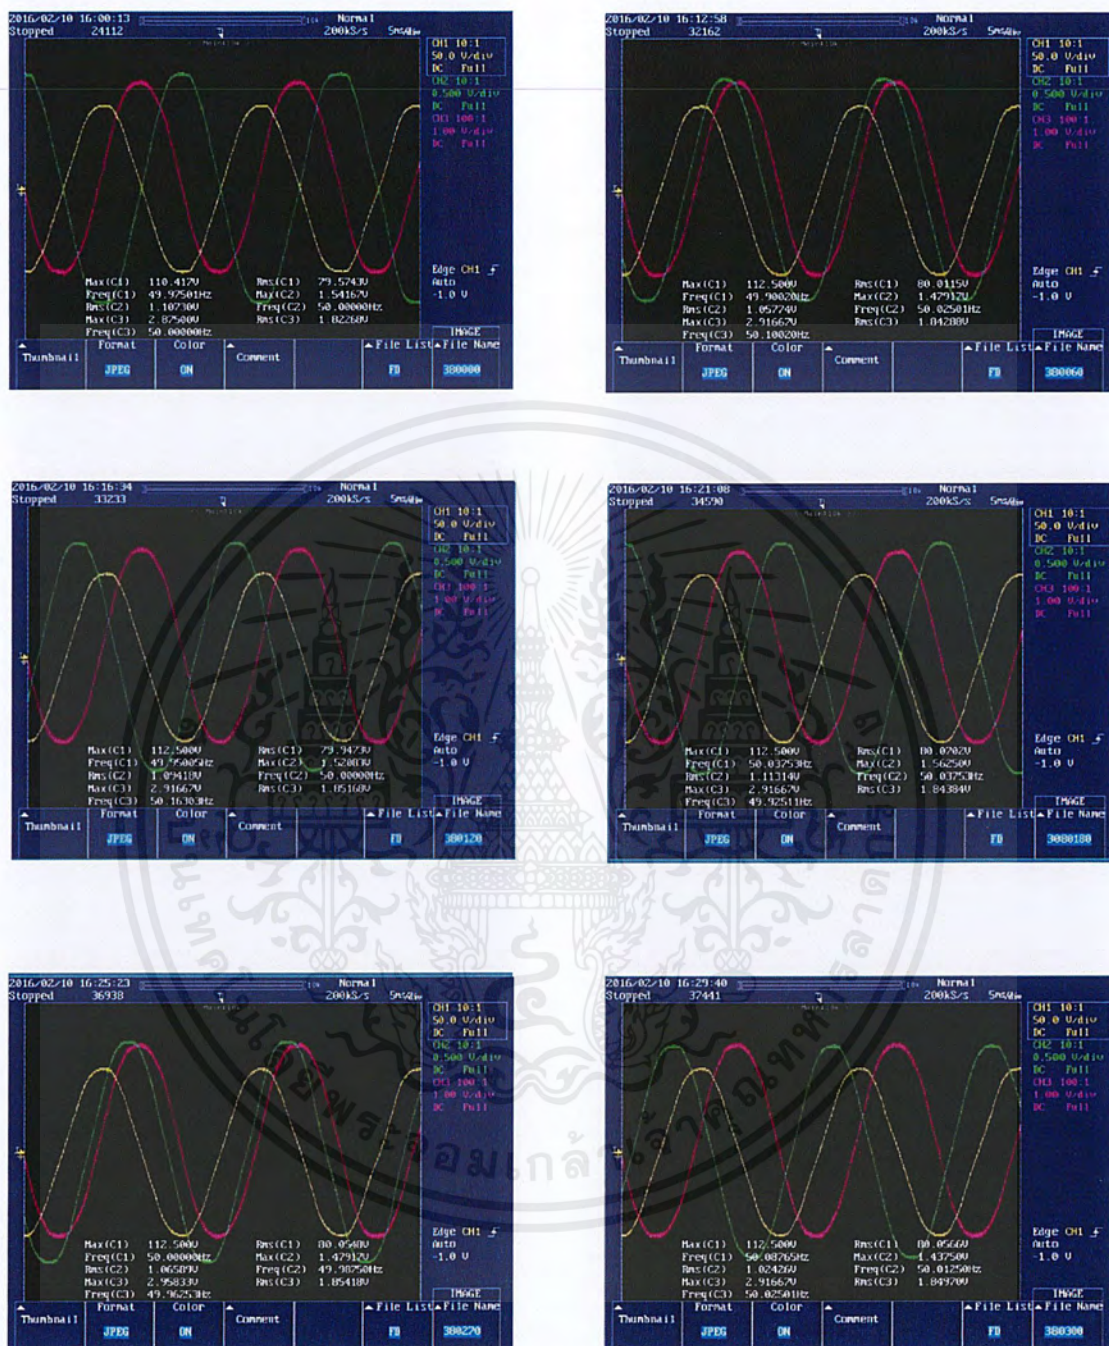 2016/02/10 16:00:13 Normal
Stopped 24112 200kS/s 5ms/div
CH1 10:1
50.0 V/div
DC Full
CH2 10:1
0.500 V/div
DC Full
CH3 100:1
1.00 V/div
DC Full
Edge CH1
Auto
-1.0 V
Max(C1) 110.417V Rms(C1) 79.5743V
Freq(C1) 49.97501Hz Max(C2) 1.54167V
Rms(C2) 1.10730V Freq(C2) 50.00000Hz
Max(C3) 2.87500V Rms(C3) 1.82268V
Freq(C3) 50.00000Hz
IMAGE
Thumbnail Format Color Comment File List File Name
JPEG ON FD 380000
2016/02/10 16:12:58 Normal
Stopped 32162 200kS/s 5ms/div
CH1 10:1
50.0 V/div
DC Full
CH2 10:1
0.500 V/div
DC Full
CH3 100:1
1.00 V/div
DC Full
Edge CH1
Auto
-1.0 V
Max(C1) 112.500V Rms(C1) 80.0115V
Freq(C1) 49.90020Hz Max(C2) 1.47912V
Rms(C2) 1.05774V Freq(C2) 50.02501Hz
Max(C3) 2.91667V Rms(C3) 1.84288V
Freq(C3) 50.10020Hz
IMAGE
Thumbnail Format Color Comment File List File Name
JPEG ON FD 380060
2016/02/10 16:16:34 Normal
Stopped 33233 200kS/s 5ms/div
CH1 10:1
50.0 V/div
DC Full
CH2 10:1
0.500 V/div
DC Full
CH3 100:1
1.00 V/div
DC Full
Edge CH1
Auto
-1.0 V
Max(C1) 112.500V Rms(C1) 79.9473V
Freq(C1) 49.95005Hz Max(C2) 1.52083V
Rms(C2) 1.09418V Freq(C2) 50.00000Hz
Max(C3) 2.91667V Rms(C3) 1.85168V
Freq(C3) 50.16303Hz
IMAGE
Thumbnail Format Color Comment File List File Name
JPEG ON FD 380120
2016/02/10 16:21:08 Normal
Stopped 34590 200kS/s 5ms/div
CH1 10:1
50.0 V/div
DC Full
CH2 10:1
0.500 V/div
DC Full
CH3 100:1
1.00 V/div
DC Full
Edge CH1
Auto
-1.0 V
Max(C1) 112.500V Rms(C1) 80.0702V
Freq(C1) 50.03753Hz Max(C2) 1.56250V
Rms(C2) 1.11314V Freq(C2) 50.03753Hz
Max(C3) 2.91667V Rms(C3) 1.84384V
Freq(C3) 49.92511Hz
IMAGE
Thumbnail Format Color Comment File List File Name
JPEG ON FD 3080180
2016/02/10 16:25:23 Normal
Stopped 36938 200kS/s 5ms/div
CH1 10:1
50.0 V/div
DC Full
CH2 10:1
0.500 V/div
DC Full
CH3 100:1
1.00 V/div
DC Full
Edge CH1
Auto
-1.0 V
Max(C1) 112.500V Rms(C1) 80.0548V
Freq(C1) 50.00000Hz Max(C2) 1.47912V
Rms(C2) 1.06589V Freq(C2) 49.98750Hz
Max(C3) 2.95833V Rms(C3) 1.85418V
Freq(C3) 49.96253Hz
IMAGE
Thumbnail Format Color Comment File List File Name
JPEG ON FD 380270
2016/02/10 16:29:40 Normal
Stopped 37441 200kS/s 5ms/div
CH1 10:1
50.0 V/div
DC Full
CH2 10:1
0.500 V/div
DC Full
CH3 100:1
1.00 V/div
DC Full
Edge CH1
Auto
-1.0 V
Max(C1) 112.500V Rms(C1) 80.0566V
Freq(C1) 50.08765Hz Max(C2) 1.43750V
Rms(C2) 1.02426V Freq(C2) 50.01250Hz
Max(C3) 2.91667V Rms(C3) 1.84970V
Freq(C3) 50.02501Hz
IMAGE
Thumbnail Format Color Comment File List File Name
JPEG ON FD 380300